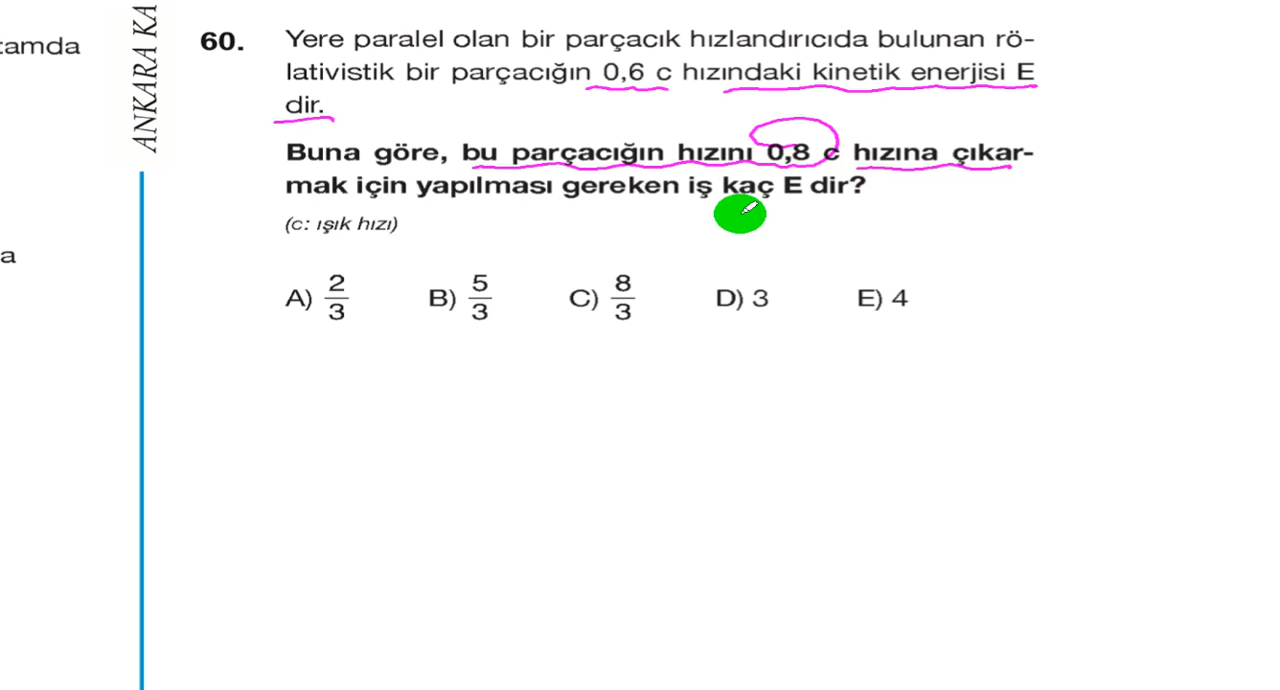 tamda
ANKARA KA
60. Yere paralel olan bir parçacık hızlandırıcıda bulunan rö-
lativistik bir parçacığın 0,6 c hızındaki kinetik enerjisi E
dir.
Buna göre, bu parçacığın hızını 0,8 c hızına çıkar-
mak için yapılması gereken iş kaç E dir?
(c: ışık hızı)
a
A) 2/3 B) 5/3 C) 8/3 D) 3 E) 4